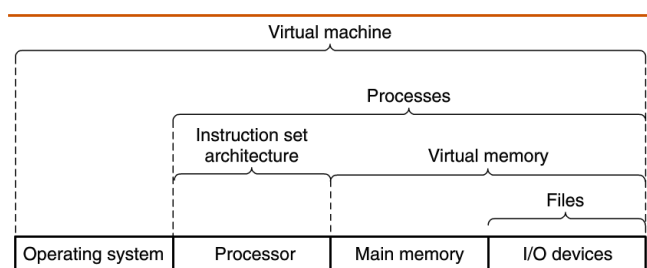 Virtual machine
Processes
Instruction set
architecture
Virtual memory
Files
Operating system
Processor
Main memory
I/O devices